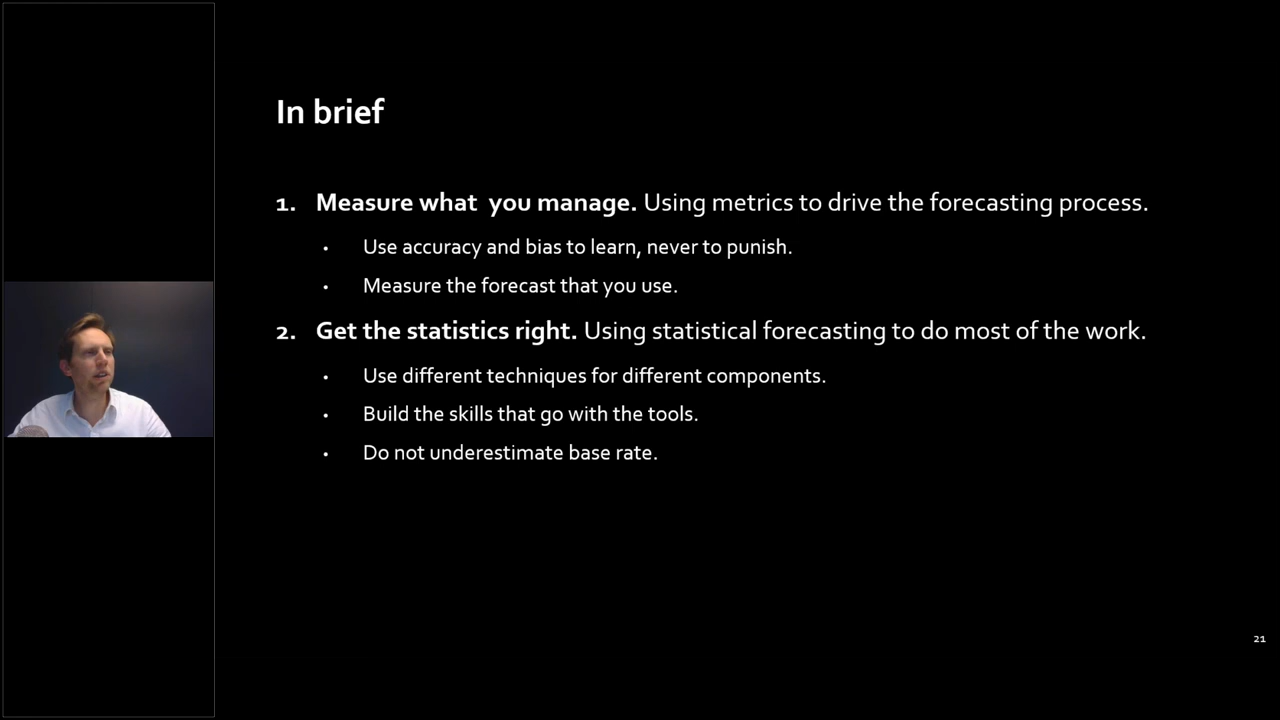 In brief
1. Measure what  you manage. Using metrics to drive the forecasting process.
• Use accuracy and bias to learn, never to punish.
• Measure the forecast that you use.
2. Get the statistics right. Using statistical forecasting to do most of the work.
• Use different techniques for different components.
• Build the skills that go with the tools.
• Do not underestimate base rate.
21